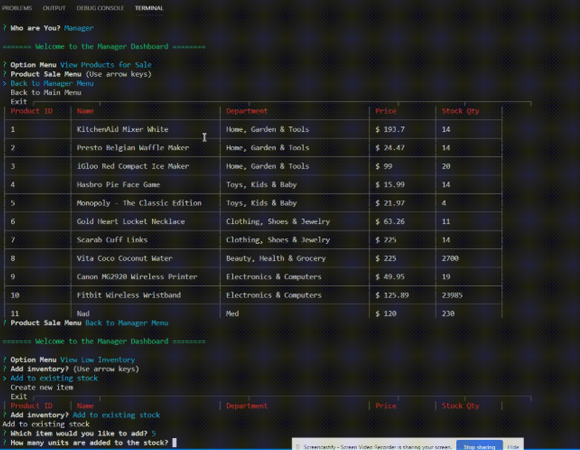 PROBLEMS OUTPUT DEBUG CONSOLE TERMINAL
? Who are You? Manager
======= Welcome to the Manager Dashboard ========
? Option Menu View Products for Sale
? Product Sale Menu (Use arrow keys)
> Back to Manager Menu
Back to Main Menu
Exit
Product ID Name Department Price Stock Qty
1 KitchenAid Mixer White Home, Garden & Tools $ 193.7 14
2 Presto Belgian Waffle Maker Home, Garden & Tools $ 24.47 14
3 iGloo Red Compact Ice Maker Home, Garden & Tools $ 99 20
4 Hasbro Pie Face Game Toys, Kids & Baby $ 15.99 14
5 Monopoly - The Classic Edition Toys, Kids & Baby $ 21.97 4
6 Gold Heart Locket Necklace Clothing, Shoes & Jewelry $ 63.26 11
7 Scarab Cuff Links Clothing, Shoes & Jewelry $ 225 14
8 Vita Coco Coconut Water Beauty, Health & Grocery $ 225 2700
9 Canon MG2920 Wireless Printer Electronics & Computers $ 49.95 19
10 Fitbit Wireless Wristband Electronics & Computers $ 125.89 23985
11 Nad Med $ 120 230
? Product Sale Menu Back to Manager Menu
======= Welcome to the Manager Dashboard ========
? Option Menu View Low Inventory
? Add inventory? (Use arrow keys)
> Add to existing stock
Create new item
Exit
Product ID Name Department Price Stock Qty
? Add inventory? Add to existing stock
Add to existing stock
? Which item would you like to add? 5
? How many units are added to the stock?
Screencastify - Screen Video Recorder is sharing your screen. Stop sharing Hide